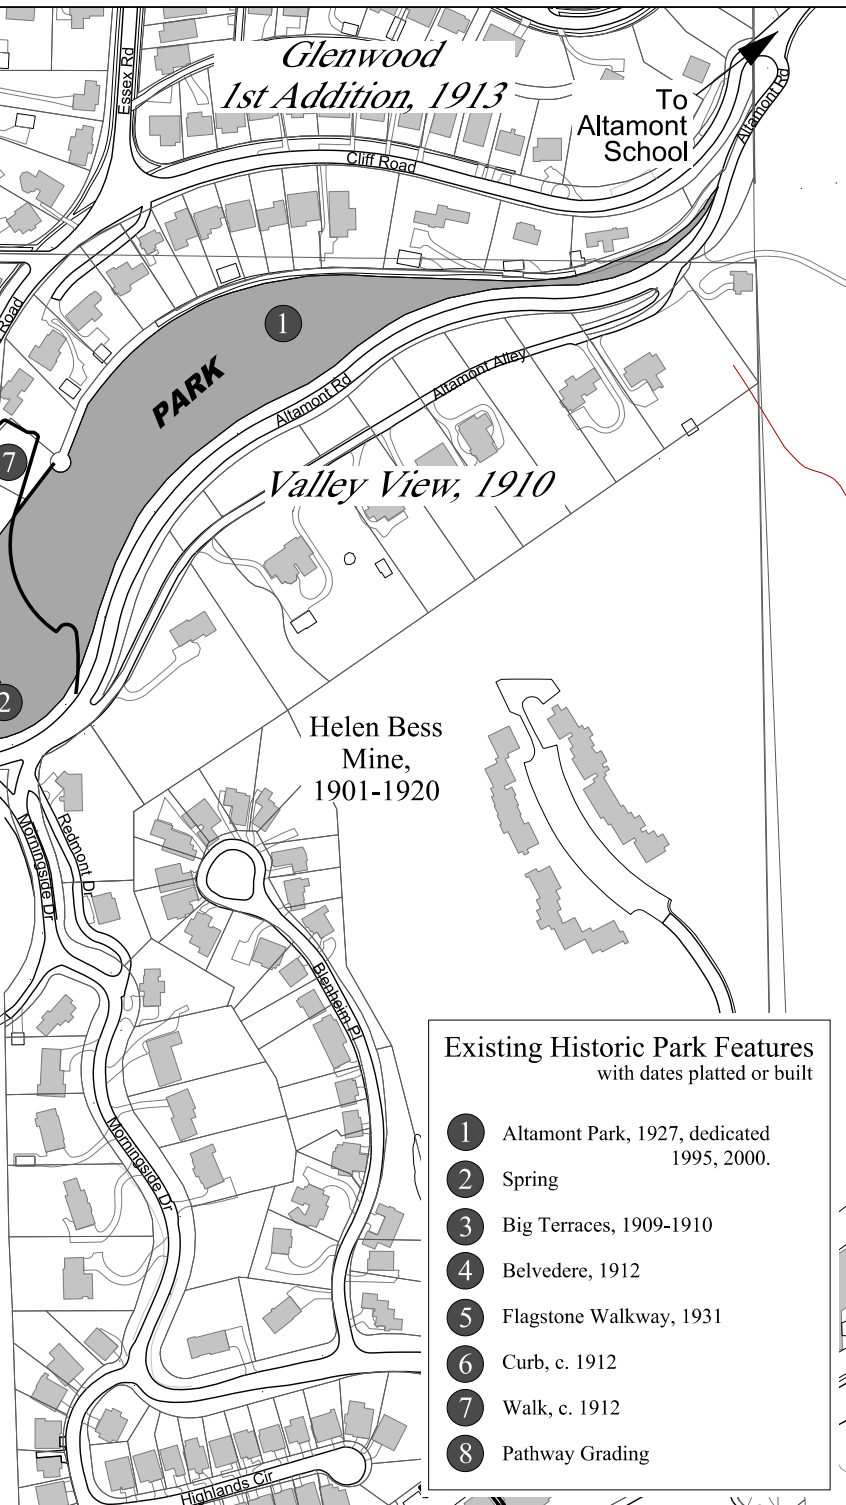 Glenwood
1st Addition, 1913
Essex Rd
To
Altamont
School
Altamont Rd
Cliff Road
Road
1
PARK
Altamont Rd
Altamont Alley
7
Valley View, 1910
2
Helen Bess
Mine,
1901-1920
Redmont Dr
Morningside Dr
Blenheim Pl
Morningside Dr
Highlands Cir
Existing Historic Park Features
with dates platted or built
1 Altamont Park, 1927, dedicated
1995, 2000.
2 Spring
3 Big Terraces, 1909-1910
4 Belvedere, 1912
5 Flagstone Walkway, 1931
6 Curb, c. 1912
7 Walk, c. 1912
8 Pathway Grading